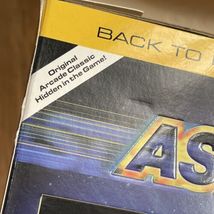 BACK TO
Original
Arcade Classic
Hidden in the Game!
AS